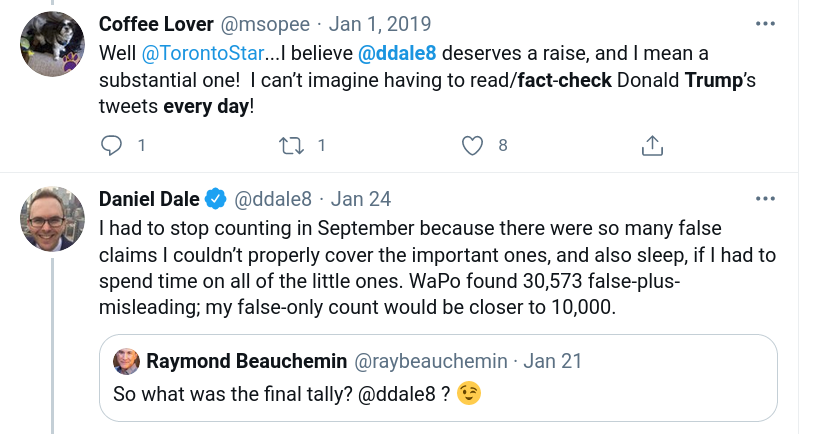 Coffee Lover @msopee · Jan 1, 2019
Well @TorontoStar...I believe @ddale8 deserves a raise, and I mean a
substantial one!  I can’t imagine having to read/fact-check Donald Trump’s
tweets every day!
1 1 8
Daniel Dale @ddale8 · Jan 24
I had to stop counting in September because there were so many false
claims I couldn’t properly cover the important ones, and also sleep, if I had to
spend time on all of the little ones. WaPo found 30,573 false-plus-
misleading; my false-only count would be closer to 10,000.
Raymond Beauchemin @raybeauchemin · Jan 21
So what was the final tally? @ddale8 ? 😉